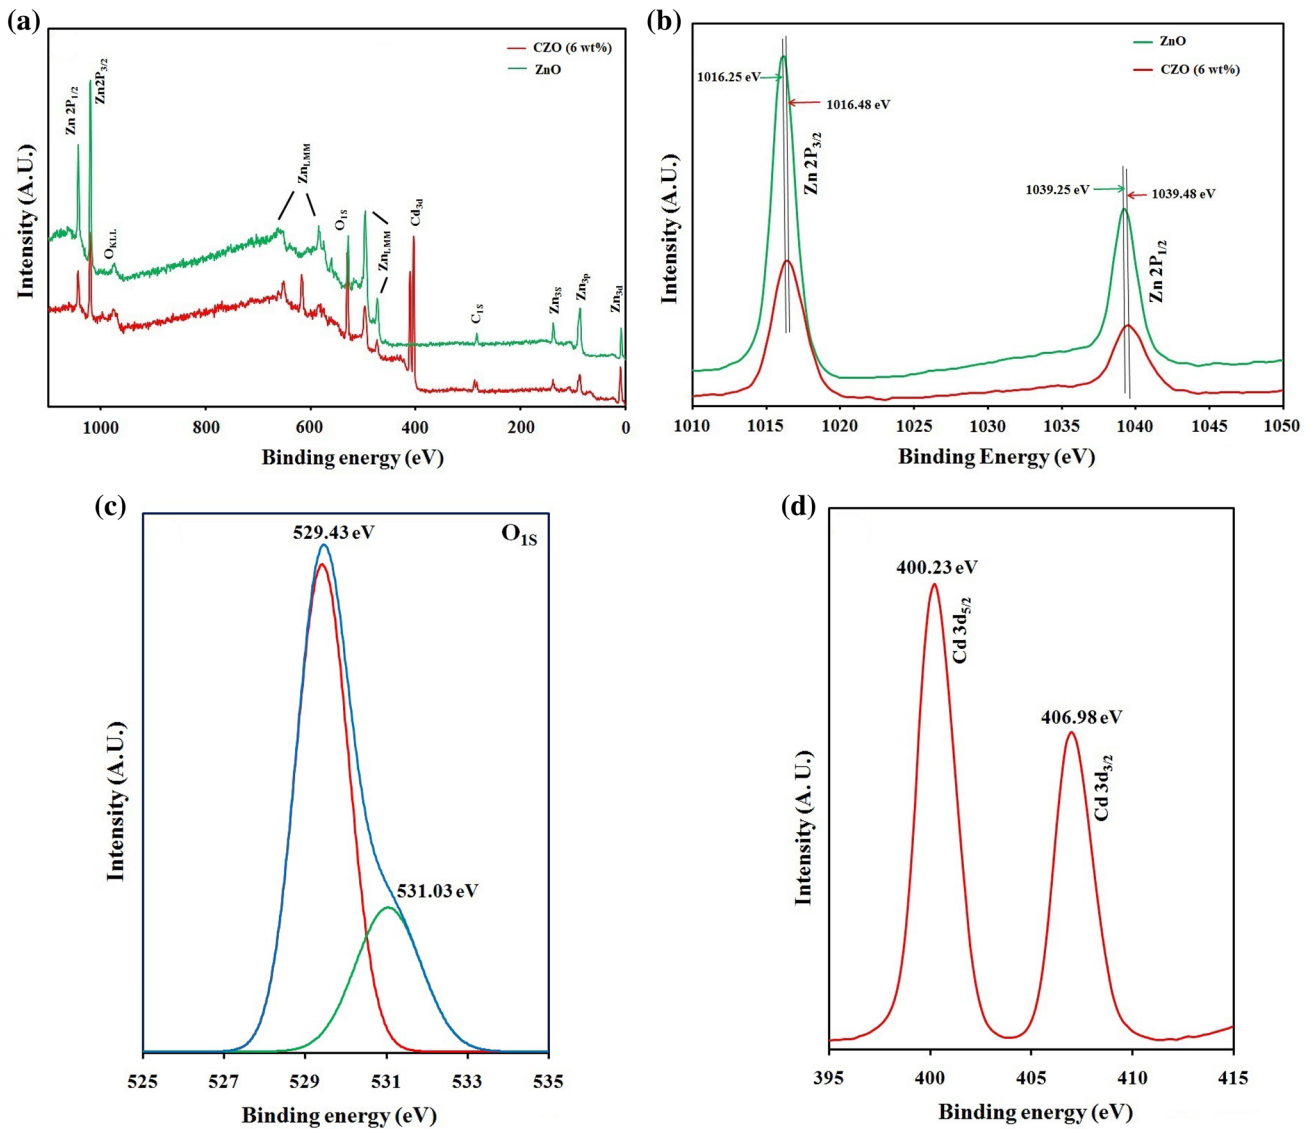 (a)
CZO (6 wt%)
ZnO
Zn 2P1/2
Zn2P3/2
OKLL
ZnLMM
O1S
ZnLMM
Cd3d
C1S
Zn3S
Zn3p
Zn3d
Intensity (A.U.)
1000 800 600 400 200 0
Binding energy (eV)
(b)
ZnO
CZO (6 wt%)
1016.25 eV
1016.48 eV
Zn 2P3/2
1039.25 eV
1039.48 eV
Zn 2P1/2
Intensity (A.U.)
1010 1015 1020 1025 1030 1035 1040 1045 1050
Binding Energy (eV)
(c)
529.43 eV
O1S
531.03 eV
Intensity (A.U.)
525 527 529 531 533 535
Binding energy (eV)
(d)
400.23 eV
Cd 3d5/2
406.98 eV
Cd 3d3/2
Intensity (A. U.)
395 400 405 410 415
Binding energy (eV)